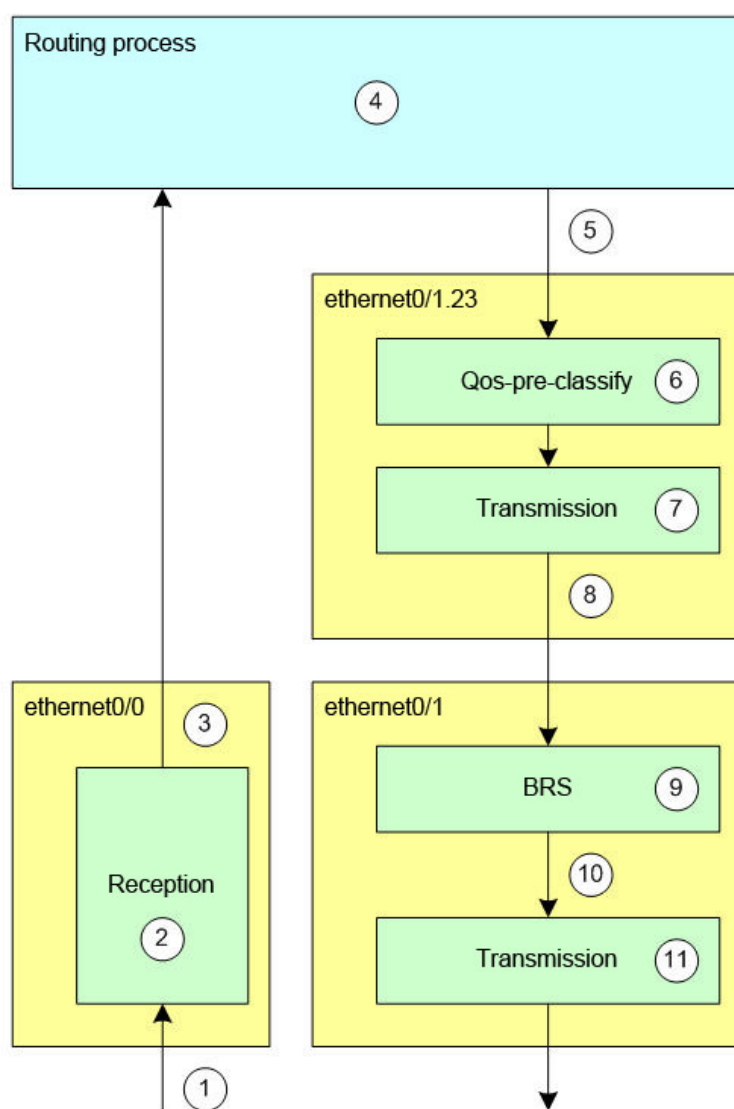 Routing process
4
5
ethernet0/1.23
Qos-pre-classify 6
Transmission 7
8
ethernet0/0
3
ethernet0/1
BRS 9
Reception
2
10
Transmission 11
1